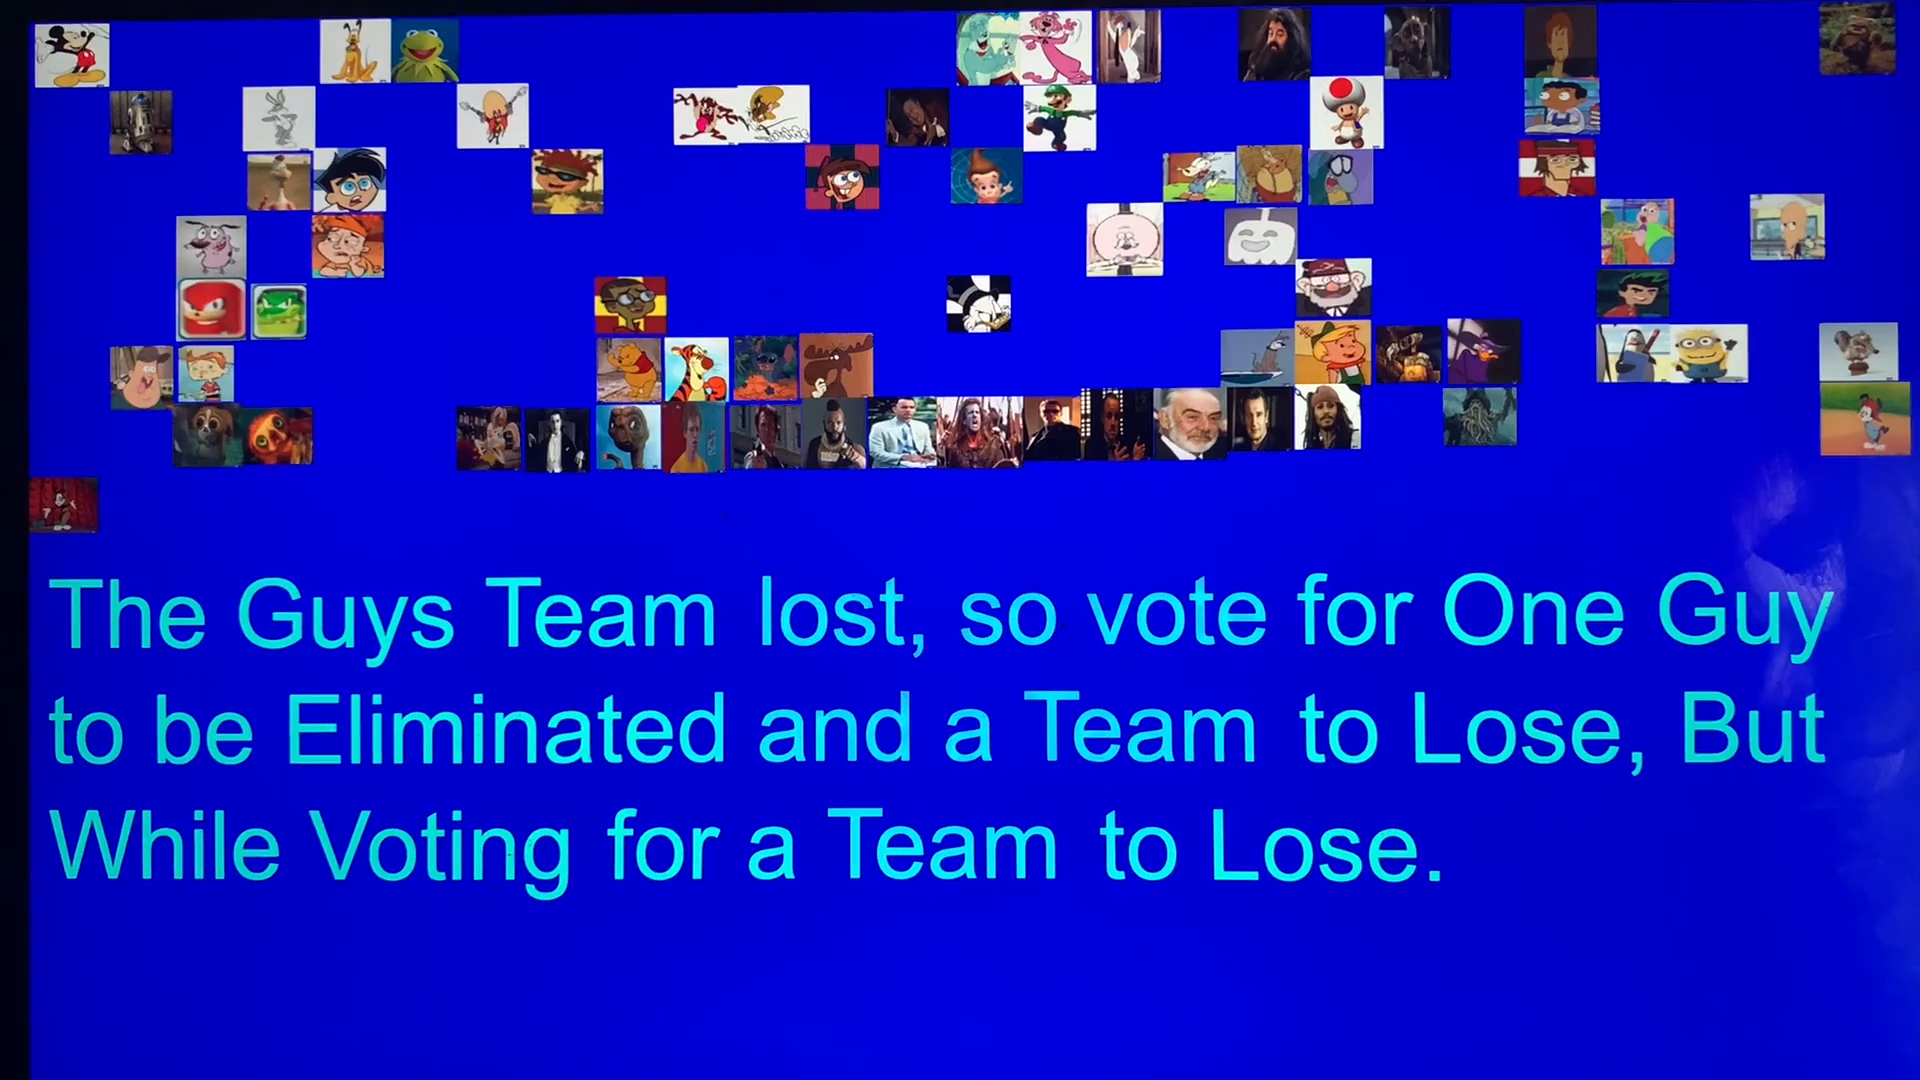 The Guys Team lost, so vote for One Guy
to be Eliminated and a Team to Lose, But
While Voting for a Team to Lose.